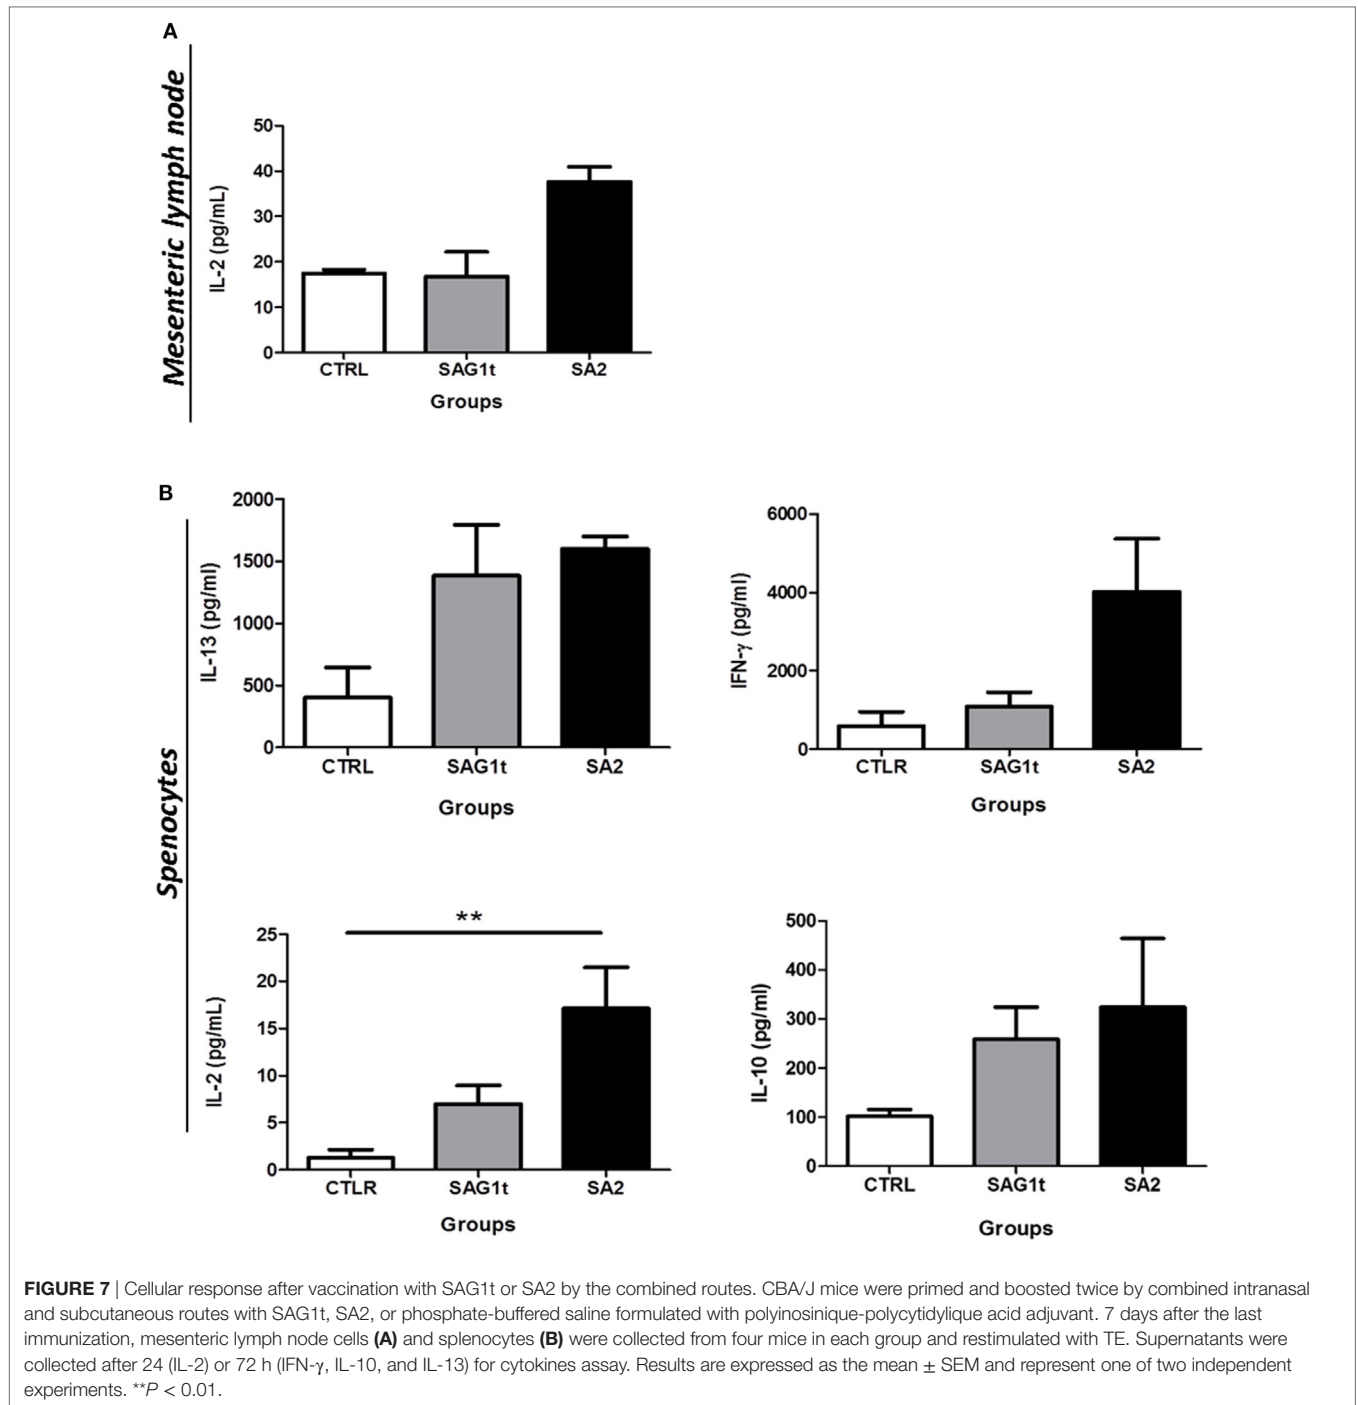 A
Mesenteric lymph node
IL-2 (pg/mL)
50
40
30
20
10
0
CTRL SAG1t SA2
Groups
B
Spenocytes
IL-13 (pg/ml)
2000
1500
1000
500
0
CTRL SAG1t SA2
Groups
IFN-γ (pg/ml)
6000
4000
2000
0
CTLR SAG1t SA2
Groups
IL-2 (pg/mL)
**
25
20
15
10
5
0
CTLR SAG1t SA2
Groups
IL-10 (pg/ml)
500
400
300
200
100
0
CTRL SAG1t SA2
Groups
FIGURE 7 | Cellular response after vaccination with SAG1t or SA2 by the combined routes. CBA/J mice were primed and boosted twice by combined intranasal
and subcutaneous routes with SAG1t, SA2, or phosphate-buffered saline formulated with polyinosinique-polycytidylique acid adjuvant. 7 days after the last
immunization, mesenteric lymph node cells (A) and splenocytes (B) were collected from four mice in each group and restimulated with TE. Supernatants were
collected after 24 (IL-2) or 72 h (IFN-γ, IL-10, and IL-13) for cytokines assay. Results are expressed as the mean ± SEM and represent one of two independent
experiments. **P < 0.01.